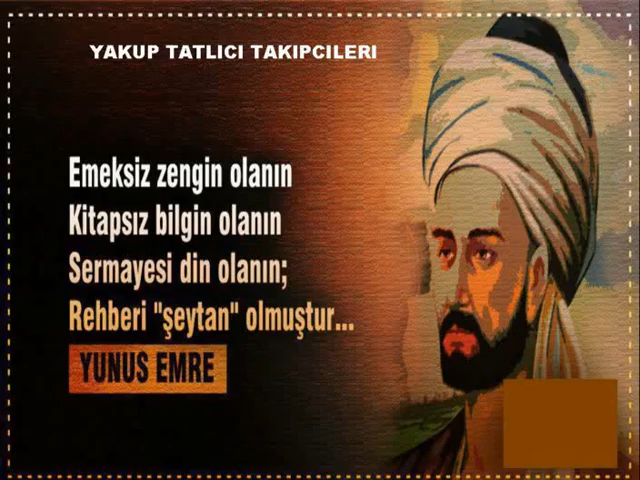 YAKUP TATLICI TAKIPCILERI
Emeksiz zengin olanın
Kitapsız bilgin olanın
Sermayesi din olanın;
Rehberi "şeytan" olmuştur...
YUNUS EMRE